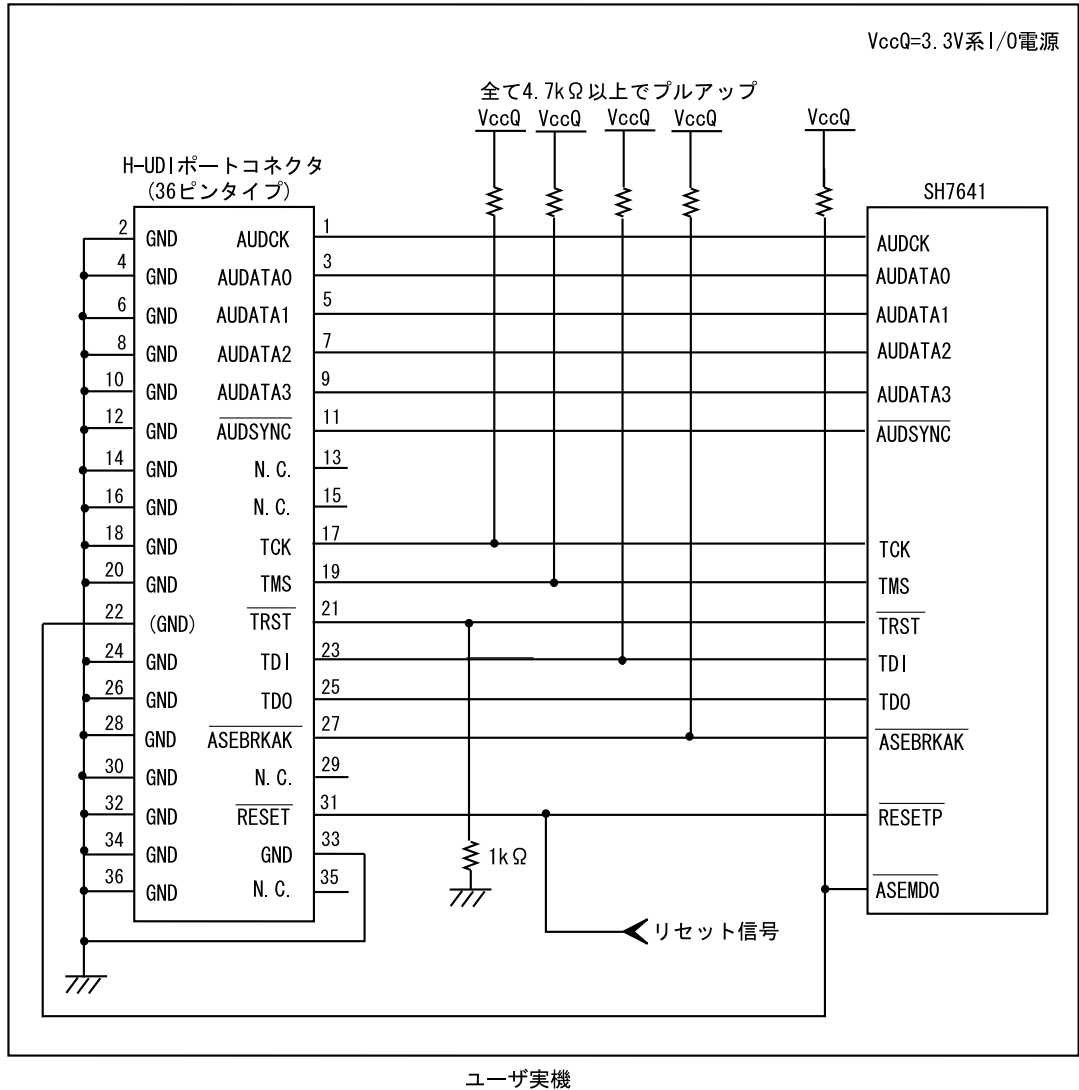 VccQ=3.3V系I/O電源
全て4.7kΩ以上でプルアップ
VccQ VccQ VccQ VccQ VccQ
H-UDIポートコネクタ
(36ピンタイプ)
SH7641
2 GND AUDCK 1 AUDCK
4 GND AUDATA0 3 AUDATA0
6 GND AUDATA1 5 AUDATA1
8 GND AUDATA2 7 AUDATA2
10 GND AUDATA3 9 AUDATA3
12 GND AUDSYNC 11 AUDSYNC
14 GND N.C. 13
16 GND N.C. 15
18 GND TCK 17 TCK
20 GND TMS 19 TMS
22 (GND) TRST 21 TRST
24 GND TDI 23 TDI
26 GND TDO 25 TDO
28 GND ASEBRKAK 27 ASEBRKAK
30 GND N.C. 29
32 GND RESET 31 RESETP
34 GND GND 33
1kΩ
36 GND N.C. 35 ASEMD0
リセット信号
ユーザ実機